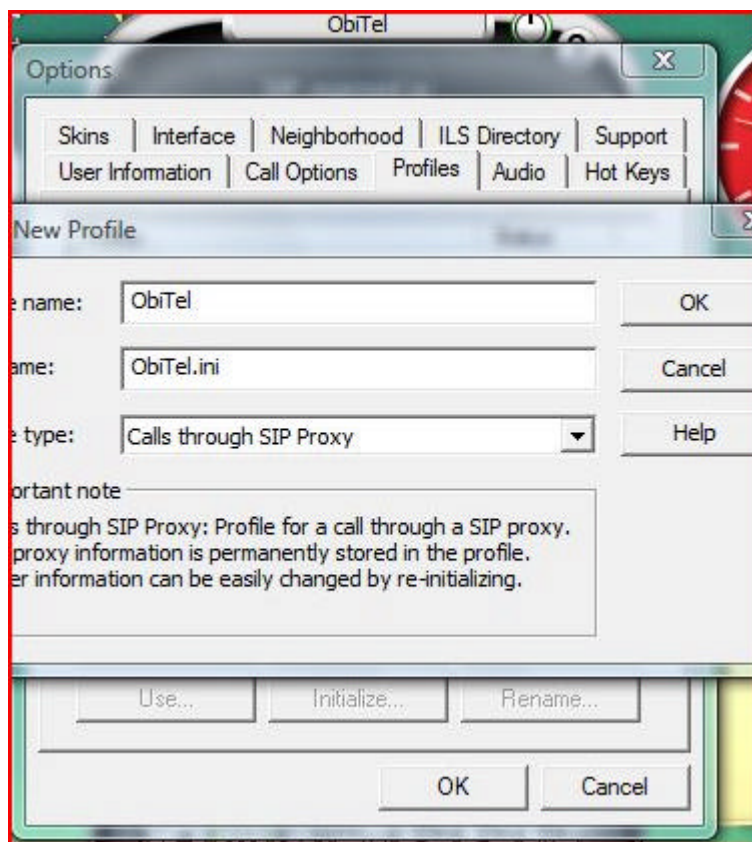 ObiTel
Options
Skins Interface Neighborhood ILS Directory Support
User Information Call Options Profiles Audio Hot Keys
New Profile
e name: ObiTel OK
ame: ObiTel.ini Cancel
e type: Calls through SIP Proxy Help
ortant note
s through SIP Proxy: Profile for a call through a SIP proxy.
proxy information is permanently stored in the profile.
er information can be easily changed by re-initializing.
Use... Initialize... Rename...
OK Cancel